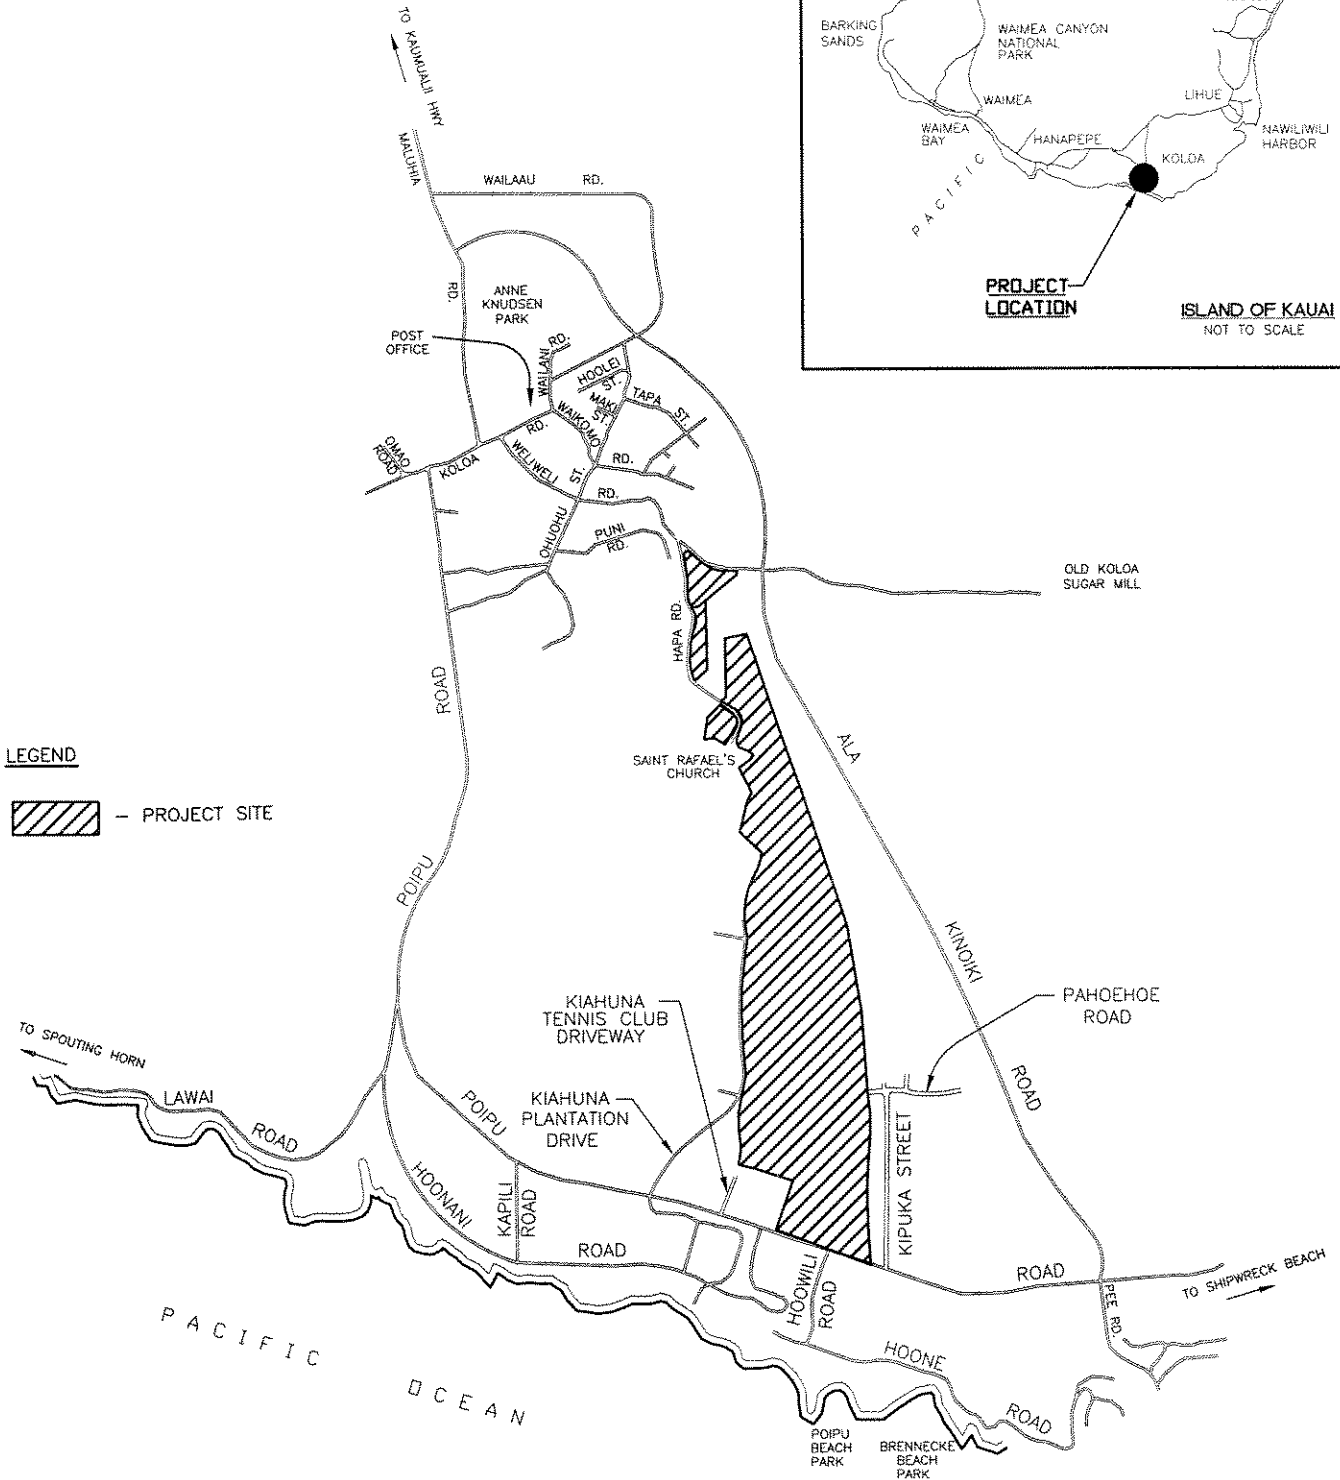 TO KAUMUALII HWY
BARKING
SANDS
WAIMEA CANYON
NATIONAL
PARK
WAIMEA
WAIMEA
BAY
HANAPEPE
LIHUE
NAWILIWILI
HARBOR
KOLOA
PACIFIC
PROJECT
LOCATION
ISLAND OF KAUAI
NOT TO SCALE
MALUHIA
RD.
WAILAAU RD.
ANNE
KNUDSEN
PARK
POST
OFFICE
WAILANI
RD.
HOOLEI
ST.
MAKI
ST.
TAPA ST.
WAIKOMO
RD.
OMAO
ROAD
KOLOA
RD.
WELIWELI
RD.
OHUOHU
ST.
PUNI
RD.
HAPA RD.
OLD KOLOA
SUGAR MILL
SAINT RAFAEL'S
CHURCH
LEGEND
- PROJECT SITE
POIPU
ROAD
ALA
KINOIKI
ROAD
PAHOEHOE
ROAD
KIAHUNA
TENNIS CLUB
DRIVEWAY
KIAHUNA
PLANTATION
DRIVE
TO SPOUTING HORN
LAWAI
ROAD
POIPU
HOONANI
ROAD
KAPILI
ROAD
KIPUKA STREET
HOOWILI
ROAD
ROAD
PEE RD.
TO SHIPWRECK BEACH
HOONE
ROAD
POIPU
BEACH
PARK
BRENNECKE
BEACH
PARK
PACIFIC
OCEAN